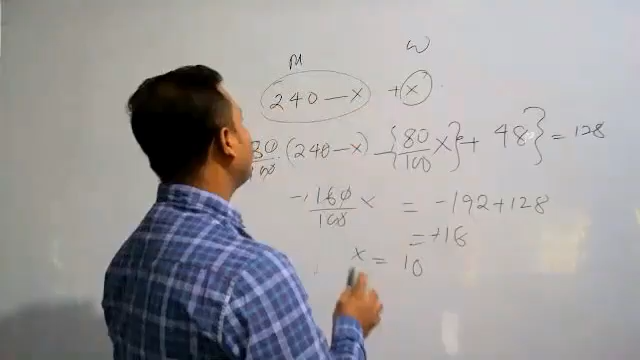 M W
240 - x + x
80/100 (240 - x) - {80/100 x} + 48} = 128
- 160/100 x = -192 + 128
= +16
x = 10